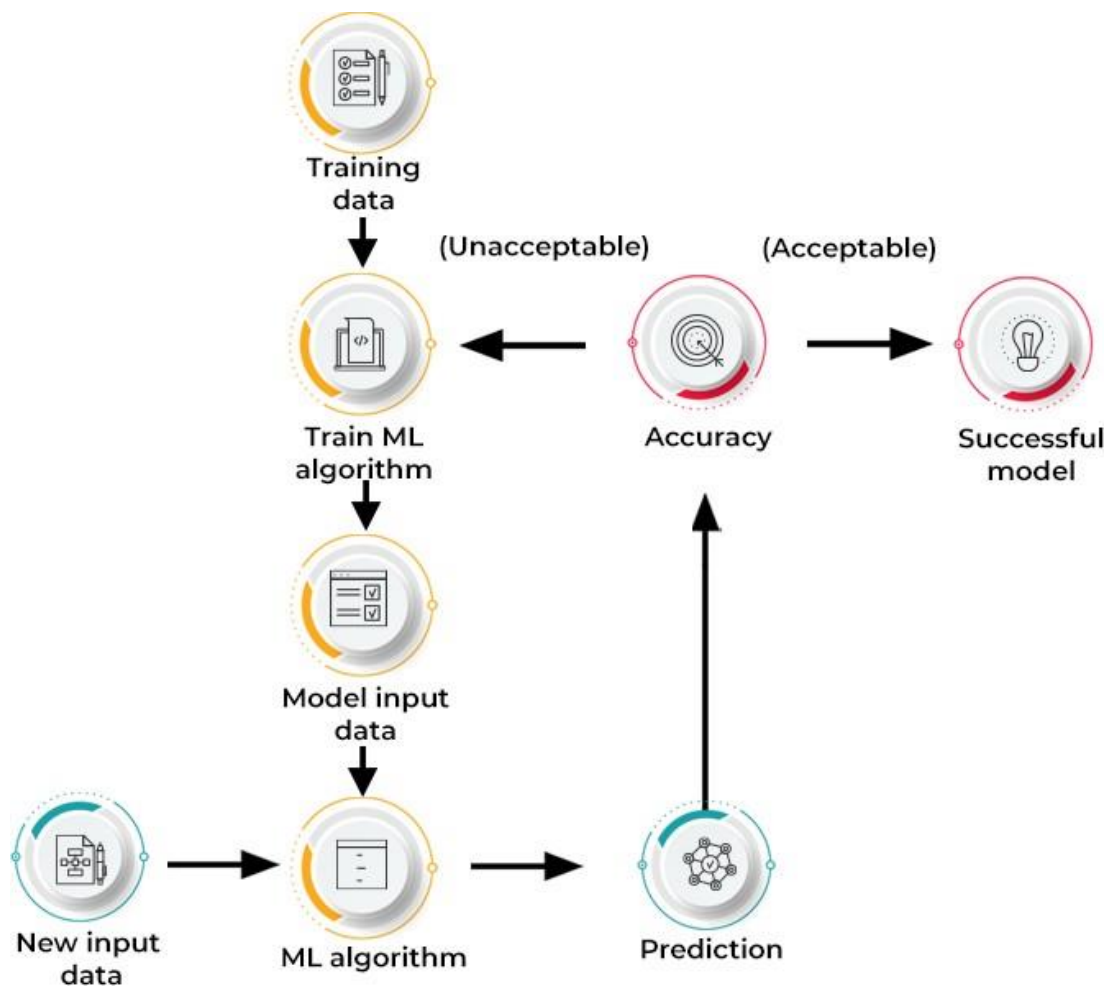 Training
data
(Unacceptable)
(Acceptable)
Train ML
algorithm
Accuracy
Successful
model
Model input
data
New input
data
ML algorithm
Prediction